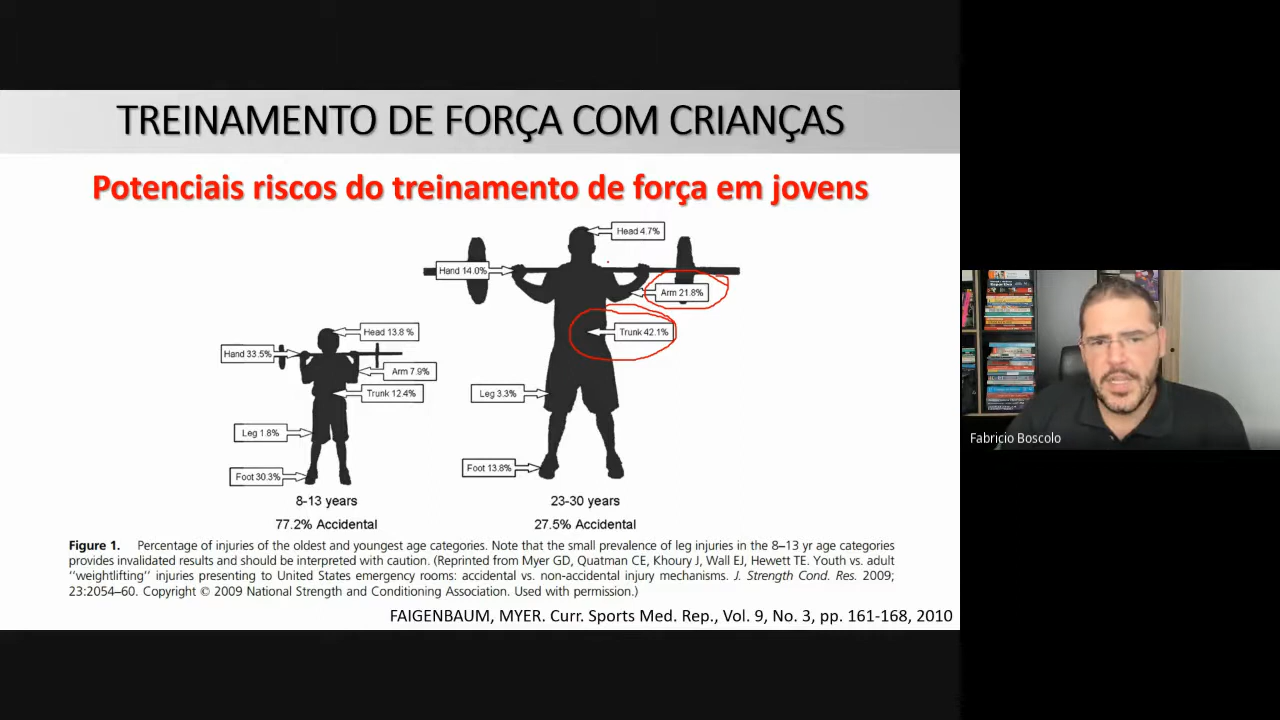 TREINAMENTO DE FORÇA COM CRIANÇAS
Potenciais riscos do treinamento de força em jovens
Head 4.7%
Hand 14.0%
Arm 21.8%
Trunk 42.1%
Leg 3.3%
Foot 13.8%
Head 13.8 %
Hand 33.5%
Arm 7.9%
Trunk 12.4%
Leg 1.8%
Foot 30.3%
8-13 years
77.2% Accidental
23-30 years
27.5% Accidental
Figure 1. Percentage of injuries of the oldest and youngest age categories. Note that the small prevalence of leg injuries in the 8–13 yr age categories
provides invalidated results and should be interpreted with caution. (Reprinted from Myer GD, Quatman CE, Khoury J, Wall EJ, Hewett TE. Youth vs. adult
‘‘weightlifting’’ injuries presenting to United States emergency rooms: accidental vs. non-accidental injury mechanisms. J. Strength Cond. Res. 2009;
23:2054–60. Copyright © 2009 National Strength and Conditioning Association. Used with permission.)
FAIGENBAUM, MYER. Curr. Sports Med. Rep., Vol. 9, No. 3, pp. 161-168, 2010
Fabricio Boscolo